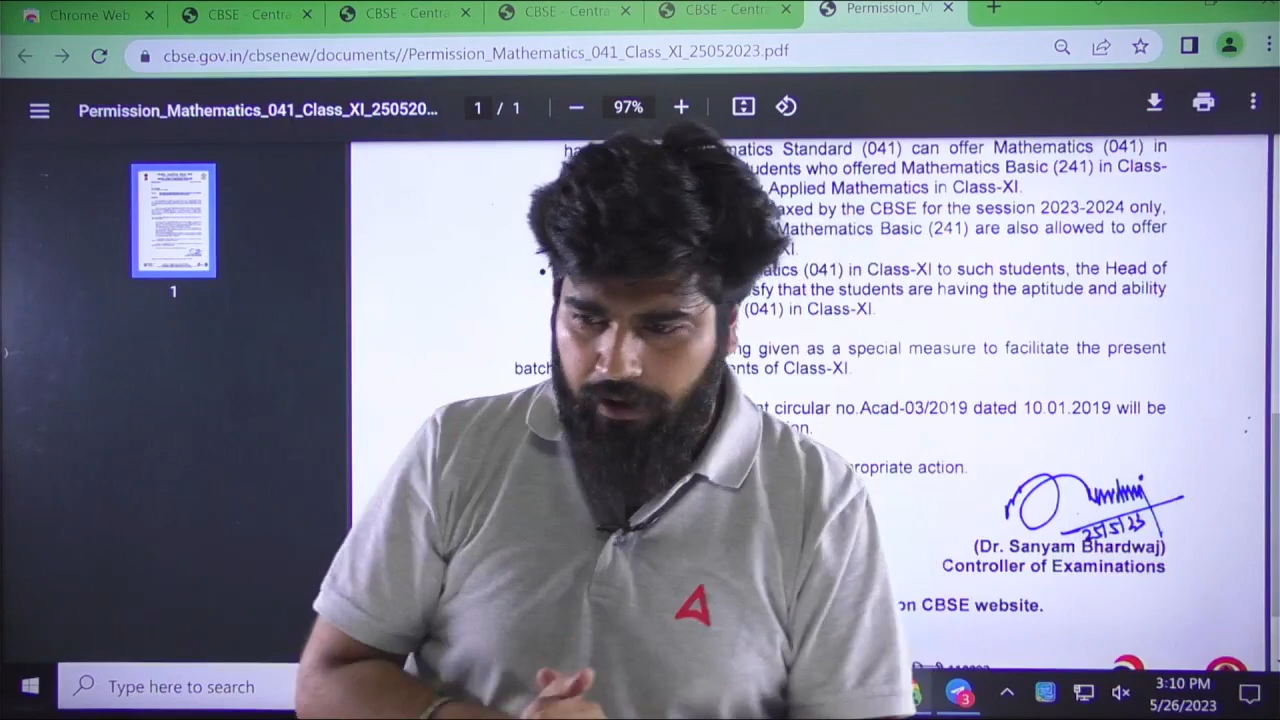 Chrome Web
CBSE - Centra
CBSE - Centra
CBSE - Centra
CBSE - Centra
Permission_M
cbse.gov.in/cbsenew/documents//Permission_Mathematics_041_Class_XI_25052023.pdf
Permission_Mathematics_041_Class_XI_250520... 1 / 1 97%
1
matics Standard (041) can offer Mathematics (041) in
udents who offered Mathematics Basic (241) in Class-
Applied Mathematics in Class-XI.
axed by the CBSE for the session 2023-2024 only,
Mathematics Basic (241) are also allowed to offer
XI.
atics (041) in Class-XI to such students, the Head of
sfy that the students are having the aptitude and ability
(041) in Class-XI.
ng given as a special measure to facilitate the present
batch nts of Class-XI.
t circular no.Acad-03/2019 dated 10.01.2019 will be
on.
ropriate action.
25/5/23
(Dr. Sanyam Bhardwaj)
Controller of Examinations
on CBSE website.
Type here to search
3
3:10 PM
5/26/2023